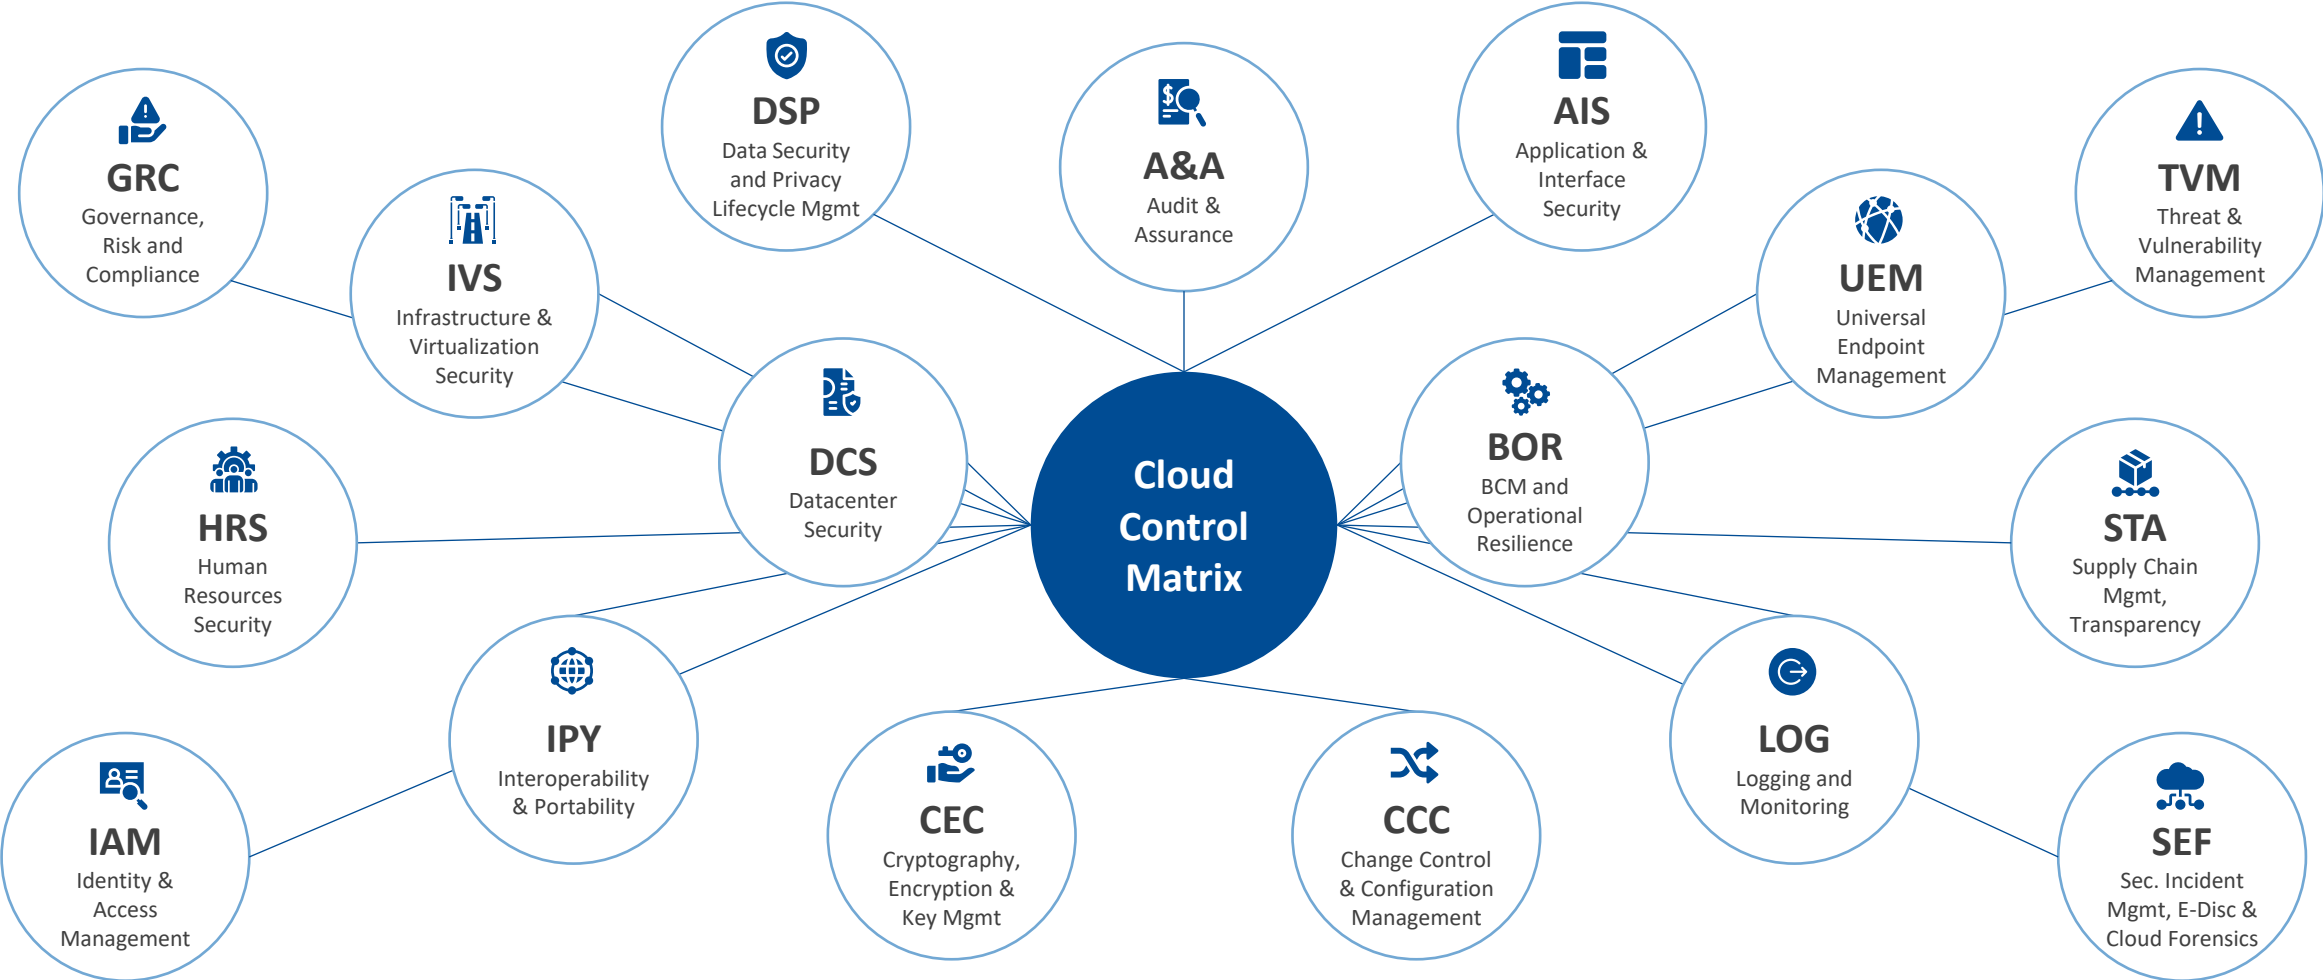 GRC
Governance,
Risk and
Compliance
IVS
Infrastructure &
Virtualization
Security
DSP
Data Security
and Privacy
Lifecycle Mgmt
A&A
Audit &
Assurance
AIS
Application &
Interface
Security
UEM
Universal
Endpoint
Management
TVM
Threat &
Vulnerability
Management
HRS
Human
Resources
Security
DCS
Datacenter
Security
Cloud
Control
Matrix
BOR
BCM and
Operational
Resilience
STA
Supply Chain
Mgmt,
Transparency
IAM
Identity &
Access
Management
IPY
Interoperability
& Portability
CEC
Cryptography,
Encryption &
Key Mgmt
CCC
Change Control
& Configuration
Management
LOG
Logging and
Monitoring
SEF
Sec. Incident
Mgmt, E-Disc &
Cloud Forensics